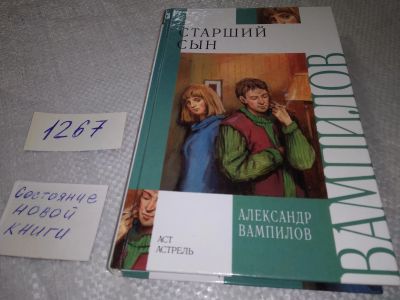 СТАРШИЙ
СЫН
ВАМПИЛОВ
АЛЕКСАНДР
ВАМПИЛОВ
АСТ
АСТРЕЛЬ
1267
Состояние
НОВОЙ
КНИГИ